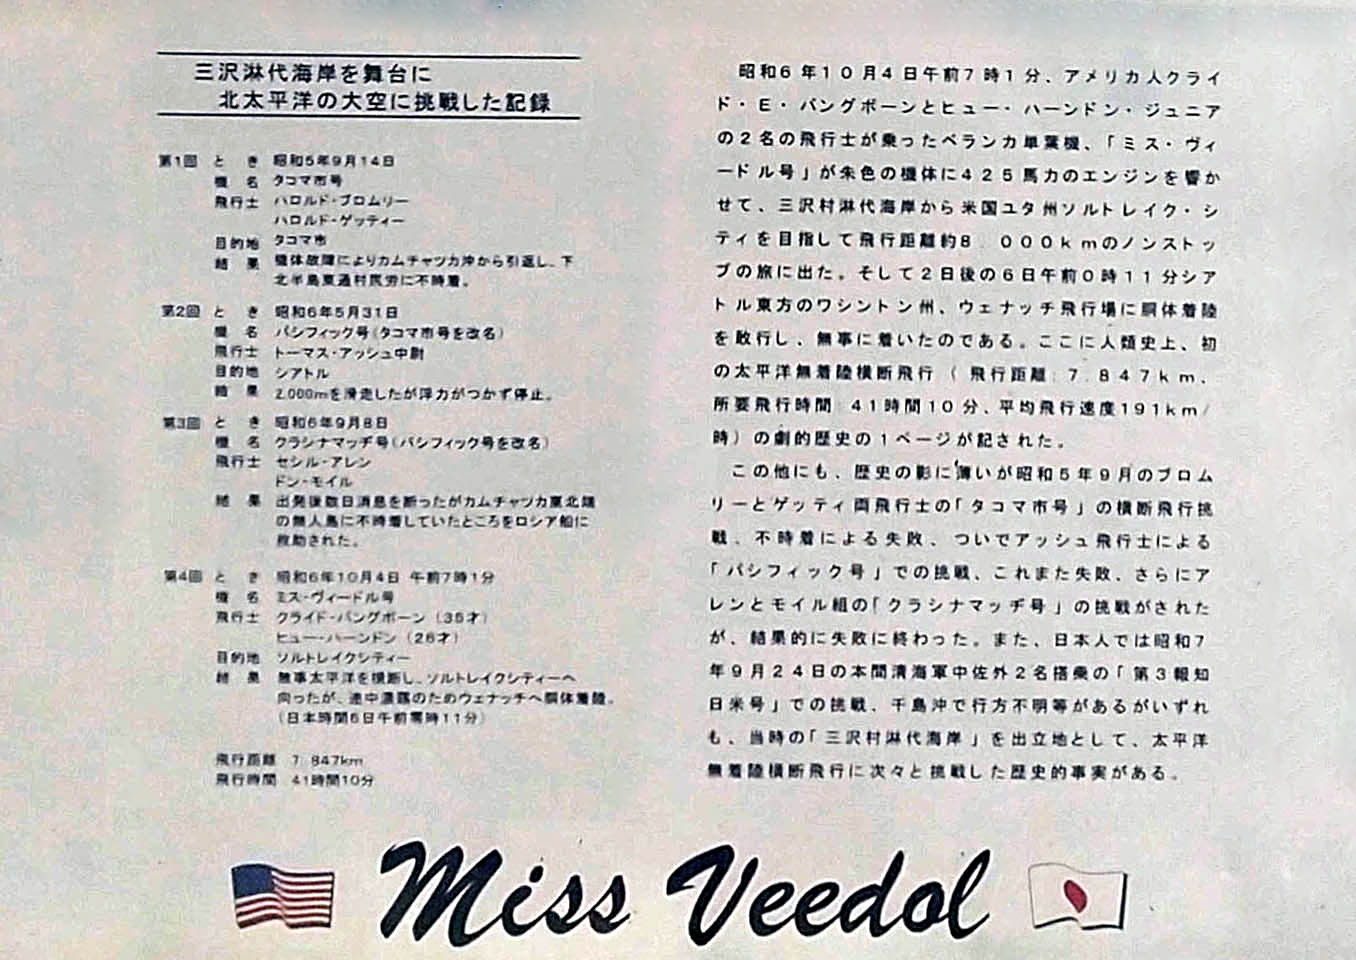 三沢淋代海岸を舞台に
北太平洋の大空に挑戦した記録
第1回 とき 昭和5年9月14日
機名 タコマ市号
飛行士 ハロルド・ブロムリー
ハロルド・ゲッティー
目的地 タコマ市
結果 機体故障によりカムチャツカ沖から引返し、下
北半島東通村尻労に不時着。
第2回 とき 昭和6年5月31日
機名 パシフィック号(タコマ市号を改名)
飛行士 トーマス・アッシュ中尉
目的地 シアトル
結果 2,000mを滑走したが浮力がつかず停止。
第3回 とき 昭和6年9月8日
機名 クラシナマッヂ号(パシフィック号を改名)
飛行士 セシル・アレン
ドン・モイル
結果 出発後数日消息を断ったがカムチャツカ東北端
の無人島に不時着していたところをロシア船に
救助された。
第4回 とき 昭和6年10月4日 午前7時1分
機名 ミス・ヴィードル号
飛行士 クライド・パングボーン(35才)
ヒュー・ハーンドン(26才)
目的地 ソルトレイクシティー
結果 無事太平洋を横断し、ソルトレイクシティーへ
向ったが、途中濃霧のためウェナッチへ胴体着陸。
(日本時間6日午前零時11分)
飛行距離 7.847km
飛行時間 41時間10分
昭和6年10月4日午前7時1分、アメリカ人クライ
ド・E・パングボーンとヒュー・ハーンドン・ジュニア
の2名の飛行士が乗ったベランカ単葉機、「ミス・ヴィ
ードル号」が朱色の機体に425馬力のエンジンを響か
せて、三沢村淋代海岸から米国ユタ州ソルトレイク・シ
ティを目指して飛行距離約8.000kmのノンストッ
プの旅に出た。そして2日後の6日午前0時11分シア
トル東方のワシントン州、ウェナッチ飛行場に胴体着陸
を敢行し、無事に着いたのである。ここに人類史上、初
の太平洋無着陸横断飛行(飛行距離:7.847km、
所要飛行時間:41時間10分、平均飛行速度191km/
時)の劇的歴史の1ページが記された。
この他にも、歴史の影に薄いが昭和5年9月のブロム
リーとゲッティ両飛行士の「タコマ市号」の横断飛行挑
戦、不時着による失敗、ついでアッシュ飛行士による
「パシフィック号」での挑戦、これまた失敗、さらにア
レンとモイル組の「クラシナマッヂ号」の挑戦がされた
が、結果的に失敗に終わった。また、日本人では昭和7
年9月24日の本間清海軍中佐外2名搭乗の「第3報知
日米号」での挑戦、千島沖で行方不明等があるがいずれ
も、当時の「三沢村淋代海岸」を出立地として、太平洋
無着陸横断飛行に次々と挑戦した歴史的事実がある。
Miss Veedol